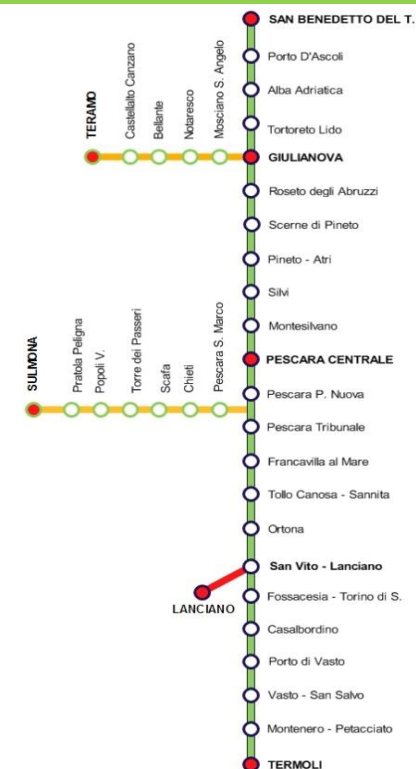 SAN BENEDETTO DEL T.
Porto D'Ascoli
Alba Adriatica
Tortoreto Lido
GIULIANOVA
Roseto degli Abruzzi
Scerne di Pineto
Pineto - Atri
Silvi
Montesilvano
PESCARA CENTRALE
Pescara P. Nuova
Pescara Tribunale
Francavilla al Mare
Tollo Canosa - Sannita
Ortona
San Vito - Lanciano
Fossacesia - Torino di S.
Casalbordino
Porto di Vasto
Vasto - San Salvo
Montenero - Petacciato
TERMOLI
TERAMO
Castellalto Canzano
Bellante
Notaresco
Mosciano S. Angelo
SULMONA
Pratola Peligna
Popoli V.
Torre dei Passeri
Scafa
Chieti
Pescara S. Marco
LANCIANO